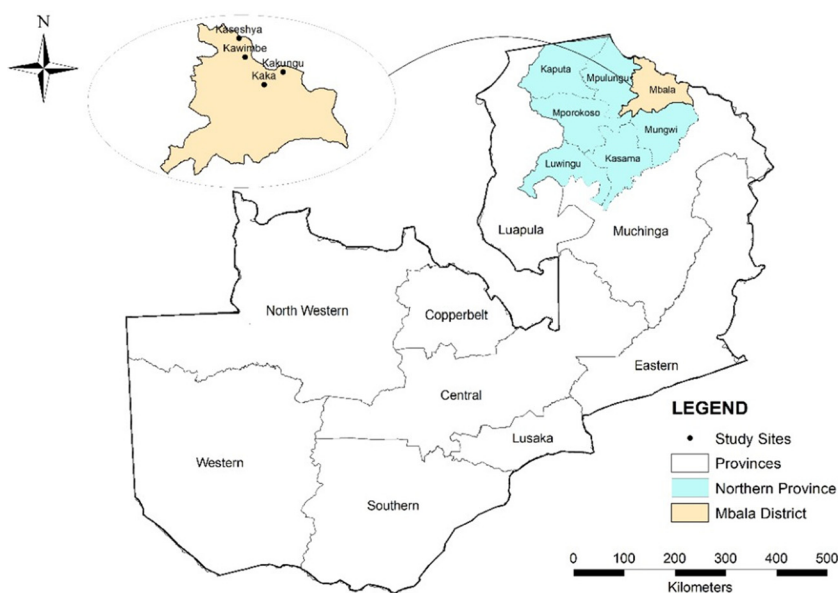 N
Kaseshya
Kawimbe
Kakungu
Kaka
Kaputa
Mpulungu
Mbala
Mporokoso
Mungwi
Kasama
Luwingu
Luapula
Muchinga
North Western
Copperbelt
Eastern
Central
Lusaka
Western
Southern
LEGEND
Study Sites
Provinces
Northern Province
Mbala District
0 100 200 300 400 500
Kilometers